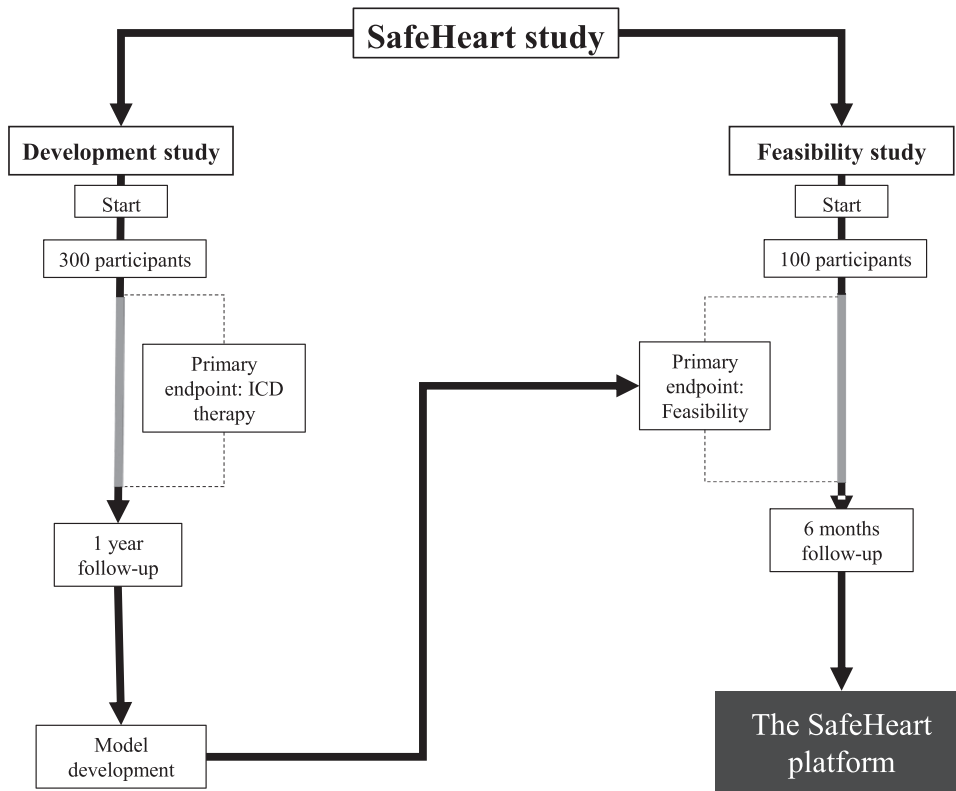 SafeHeart study
Development study
Start
300 participants
Primary
endpoint: ICD
therapy
1 year
follow-up
Model
development
Feasibility study
Start
100 participants
Primary
endpoint:
Feasibility
6 months
follow-up
The SafeHeart
platform